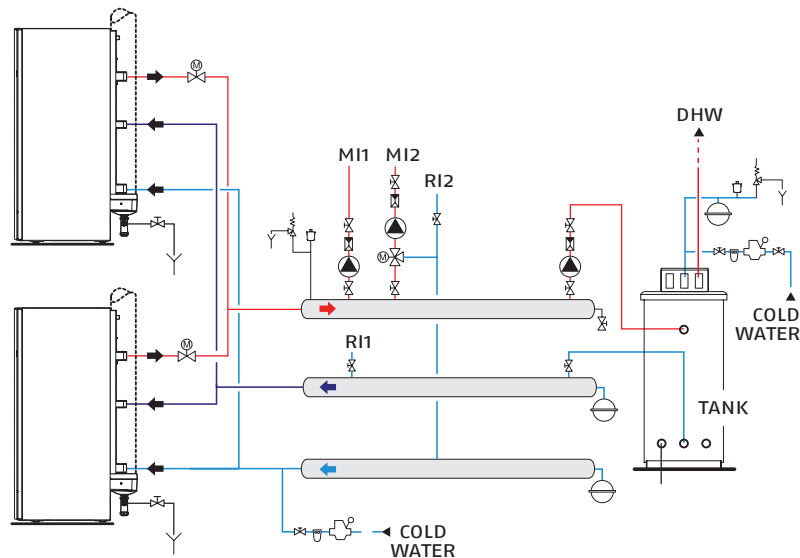 DHW
MI1
MI2
RI2
M
M
COLD
WATER
RI1
M
TANK
COLD
WATER